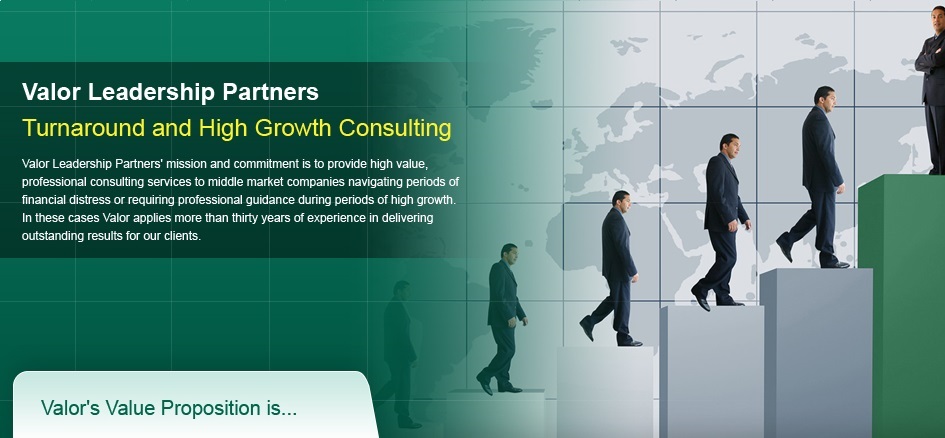 Valor Leadership Partners
Turnaround and High Growth Consulting
Valor Leadership Partners' mission and commitment is to provide high value,
professional consulting services to middle market companies navigating periods of
financial distress or requiring professional guidance during periods of high growth.
In these cases Valor applies more than thirty years of experience in delivering
outstanding results for our clients.
Valor's Value Proposition is...